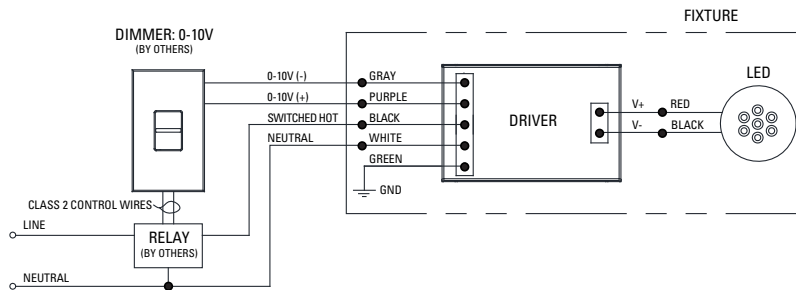 FIXTURE
DIMMER: 0-10V
(BY OTHERS)
0-10V (-)
GRAY
0-10V (+)
PURPLE
SWITCHED HOT
BLACK
NEUTRAL
WHITE
GREEN
GND
DRIVER
V+
RED
V-
BLACK
LED
CLASS 2 CONTROL WIRES
LINE
RELAY
(BY OTHERS)
NEUTRAL